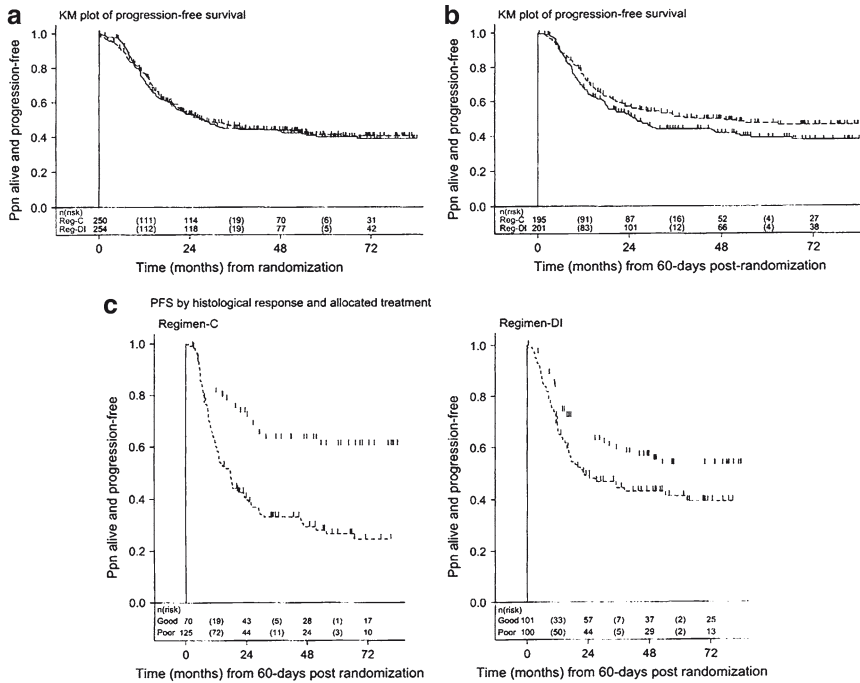 a
KM plot of progression-free survival
Ppn alive and progression-free
1.0
0.8
0.6
0.4
0.2
0.0
n(risk)
Reg-C 250 (111) 114 (19) 70 (6) 31
Reg-DI 254 (112) 118 (19) 77 (5) 42
0 24 48 72
Time (months) from randomization
b
KM plot of progression-free survival
Ppn alive and progression-free
1.0
0.8
0.6
0.4
0.2
0.0
n(risk)
Reg-C 195 (91) 87 (16) 52 (4) 27
Reg-DI 201 (83) 101 (12) 66 (4) 38
0 24 48 72
Time (months) from 60-days post-randomization
c
PFS by histological response and allocated treatment
Regimen-C
Ppn alive and progression-free
1.0
0.8
0.6
0.4
0.2
0.0
n(risk)
Good 70 (19) 43 (5) 28 (1) 17
Poor 125 (72) 44 (11) 24 (3) 10
0 24 48 72
Time (months) from 60-days post randomization
Regimen-DI
Ppn alive and progression-free
1.0
0.8
0.6
0.4
0.2
0.0
n(risk)
Good 101 (33) 57 (7) 37 (2) 25
Poor 100 (50) 44 (5) 29 (2) 13
0 24 48 72
Time (months) from 60-days post randomization